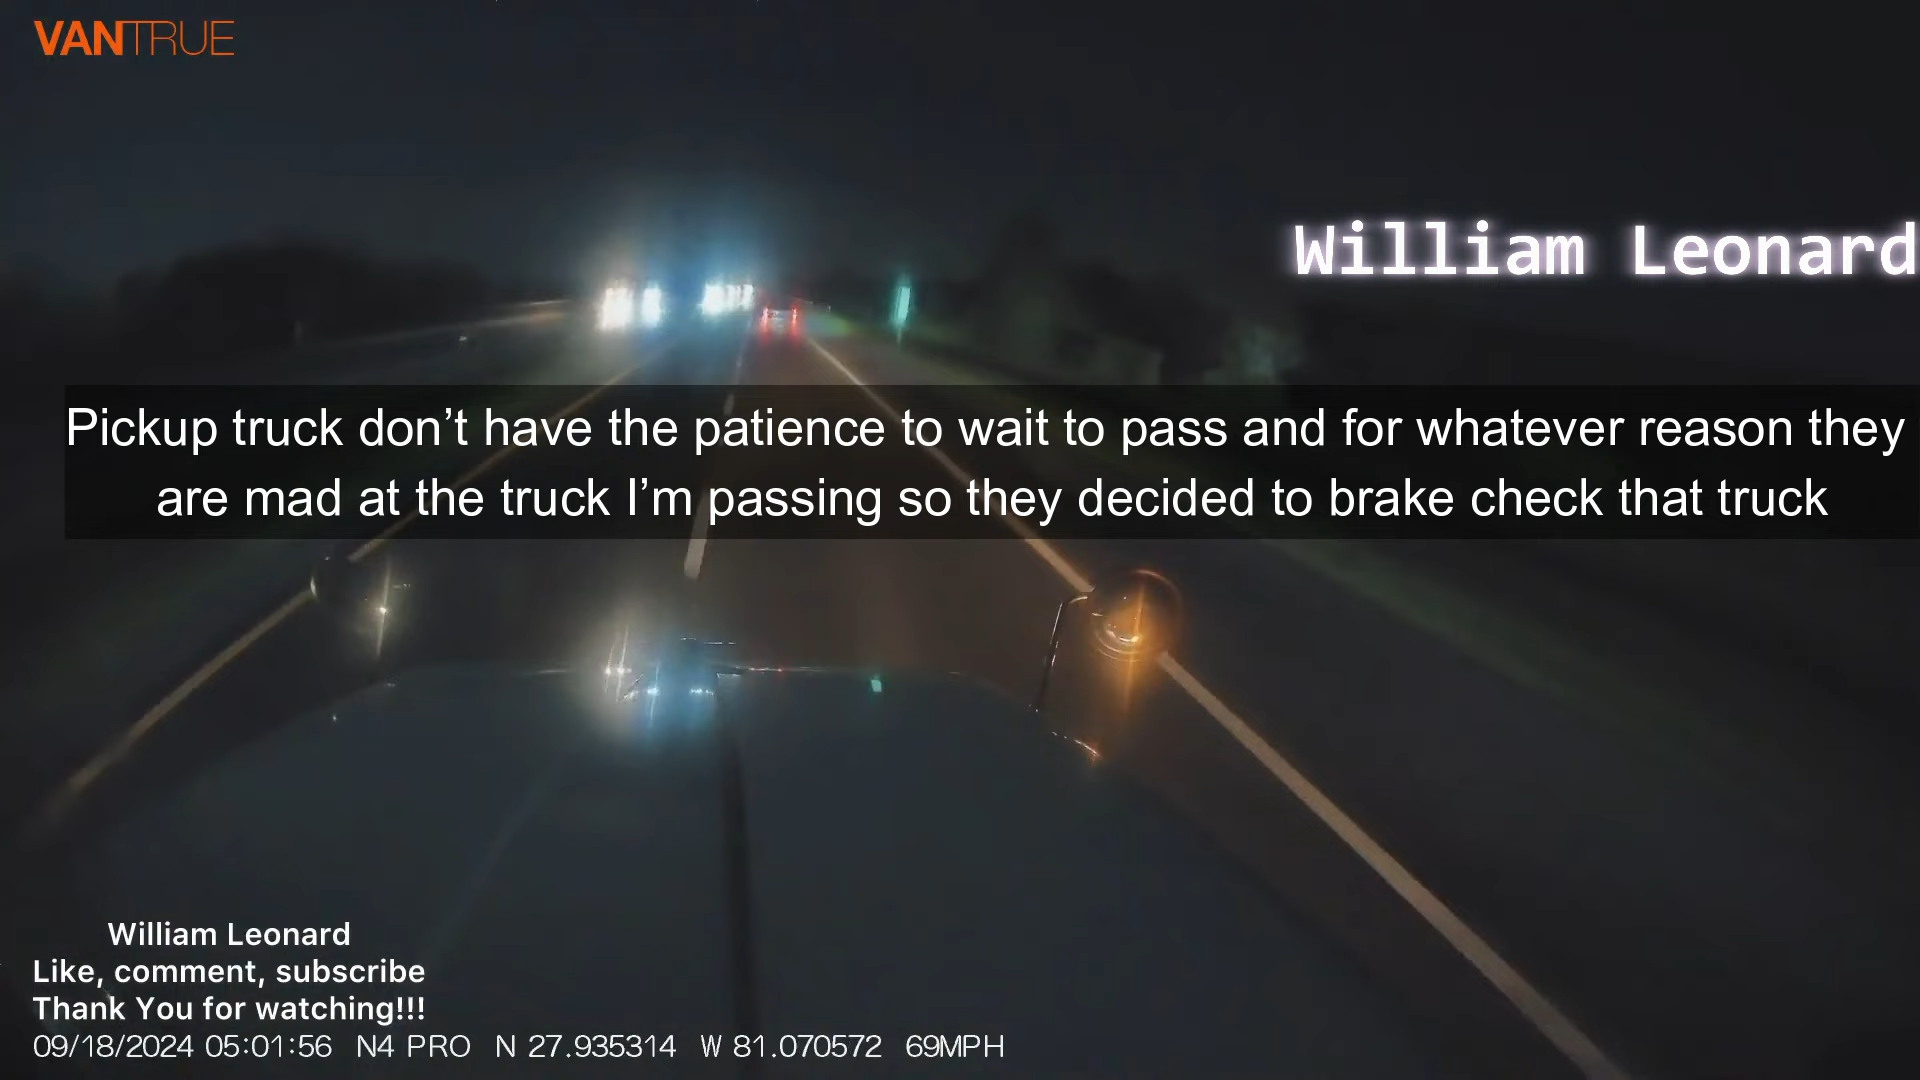 VANTRUE
William Leonard
Pickup truck don’t have the patience to wait to pass and for whatever reason they
are mad at the truck I’m passing so they decided to brake check that truck
William Leonard
Like, comment, subscribe
Thank You for watching!!!
09/18/2024 05:01:56 N4 PRO N 27.935314 W 81.070572 69MPH